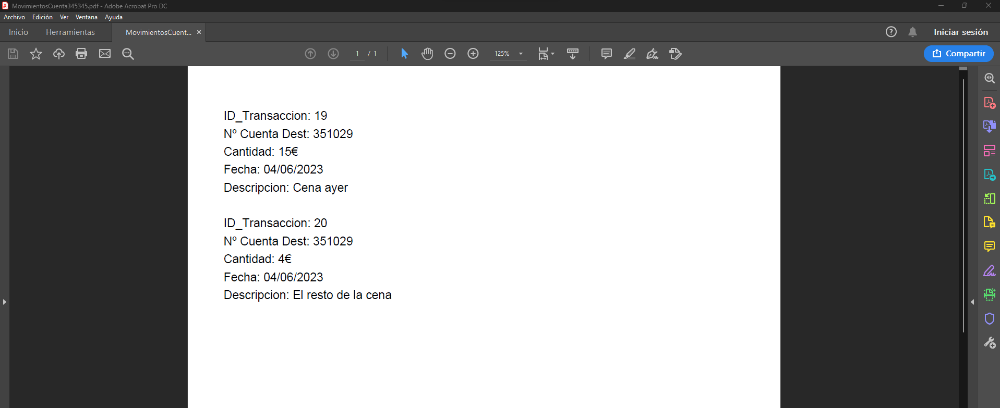 MovimientosCuenta345345.pdf - Adobe Acrobat Pro DC
Archivo Edición Ver Ventana Ayuda
Inicio Herramientas MovimientosCuent... × ? Iniciar sesión
1 / 1 125% Compartir
ID_Transaccion: 19
Nº Cuenta Dest: 351029
Cantidad: 15€
Fecha: 04/06/2023
Descripcion: Cena ayer
ID_Transaccion: 20
Nº Cuenta Dest: 351029
Cantidad: 4€
Fecha: 04/06/2023
Descripcion: El resto de la cena